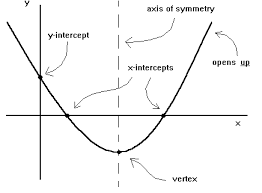 y
axis of symmetry
y-intercept
x-intercepts
opens up
x
vertex